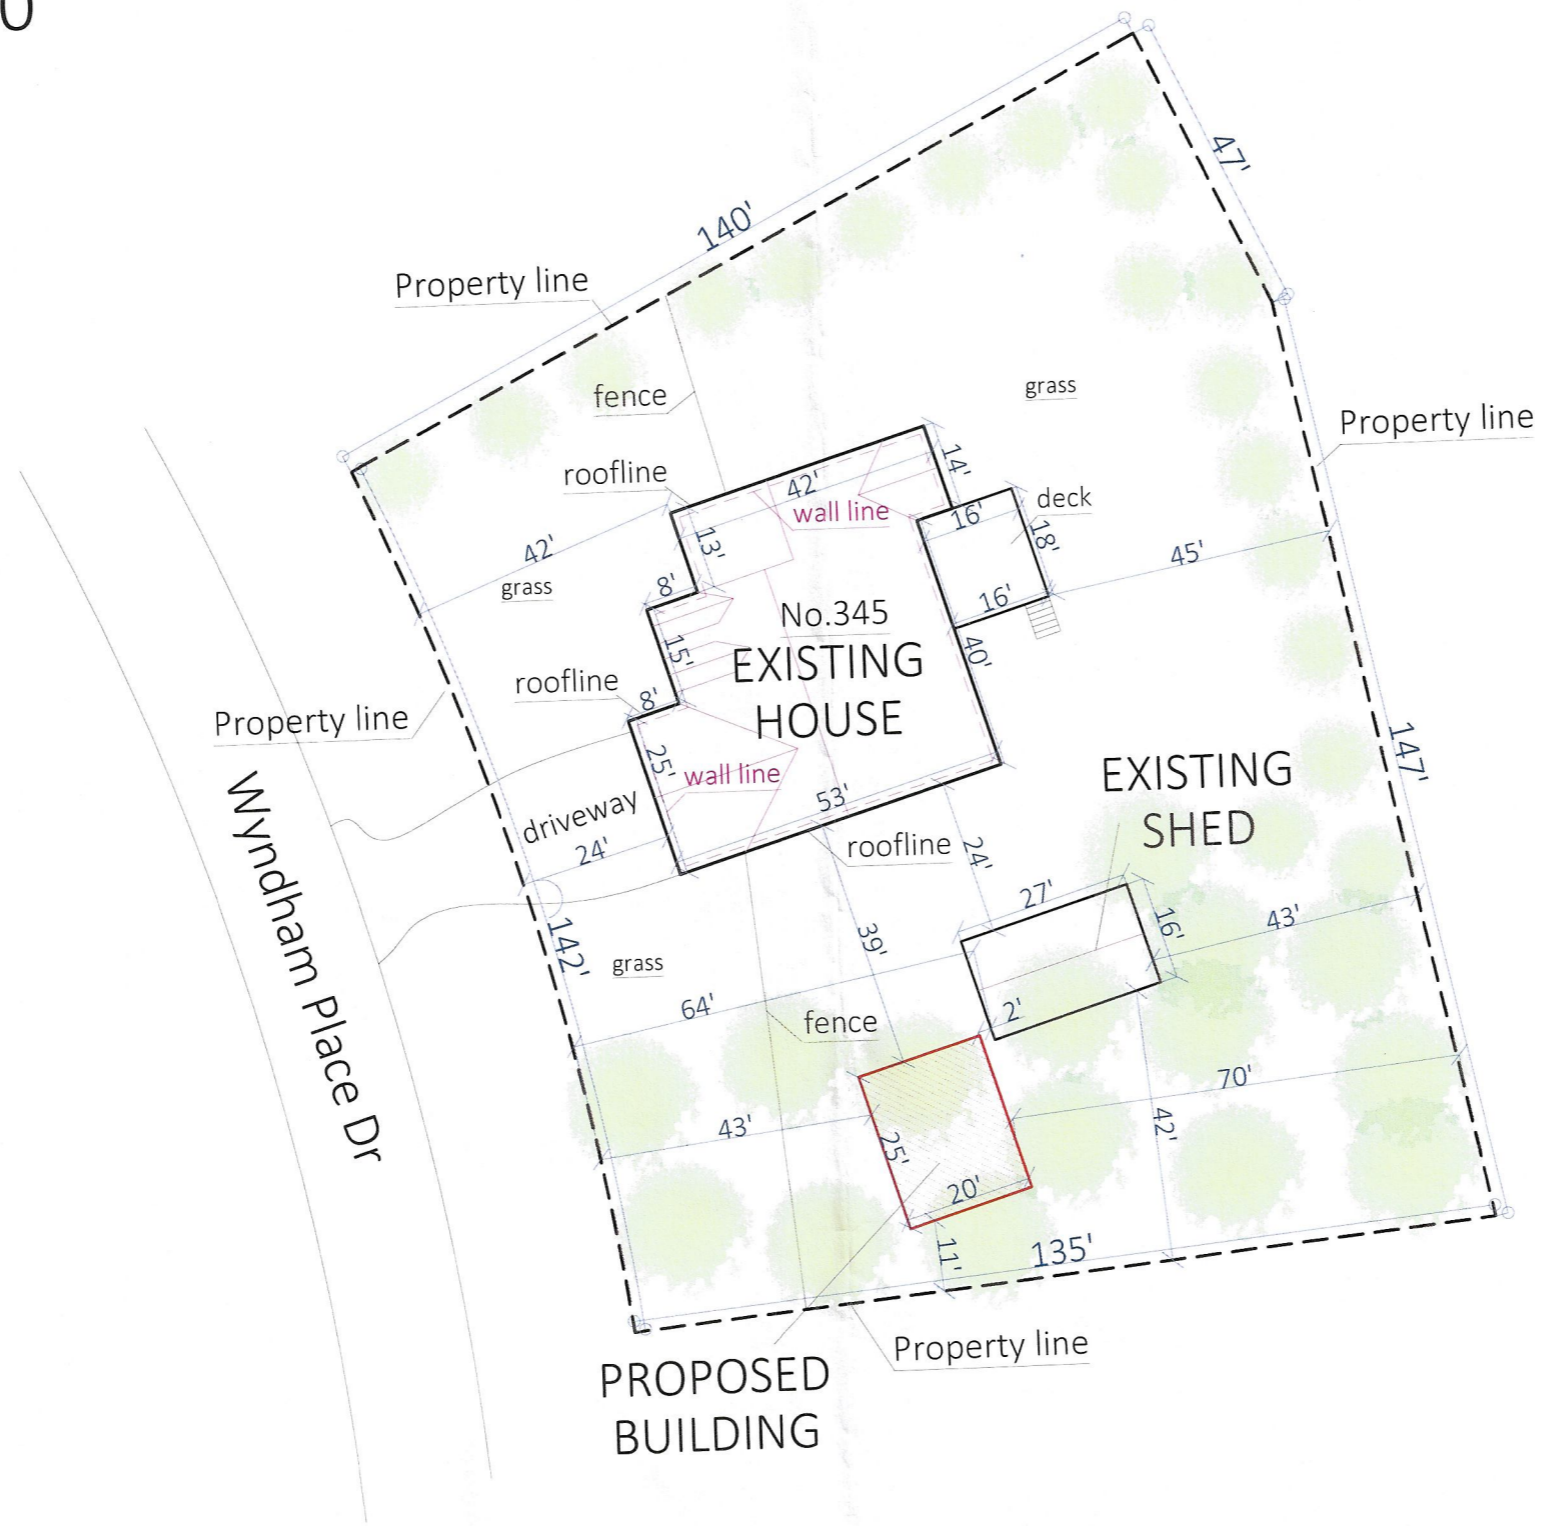 47'
140'
Property line
fence
grass
Property line
roofline
42'
14'
wall line
deck
16'
13'
18'
42'
45'
grass
8'
16'
No.345
15'
40'
EXISTING
HOUSE
roofline
8'
Property line
147'
25'
wall line
EXISTING
SHED
53'
driveway
24'
roofline
24'
Wyndham Place Dr
27'
16'
43'
142'
39'
grass
64'
2'
fence
70'
43'
42'
25'
20'
11'
135'
Property line
PROPOSED
BUILDING